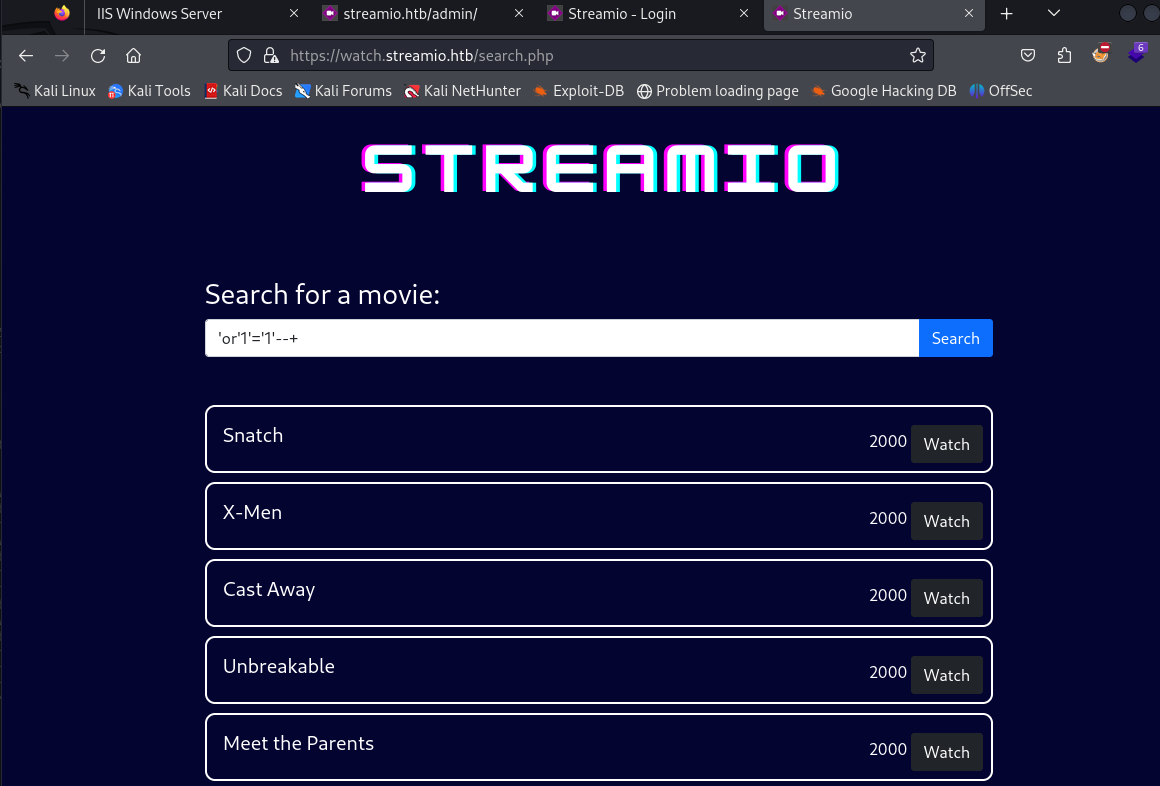 IIS Windows Server
streamio.htb/admin/
Streamio - Login
Streamio
https://watch.streamio.htb/search.php
6
Kali Linux
Kali Tools
Kali Docs
Kali Forums
Kali NetHunter
Exploit-DB
Problem loading page
Google Hacking DB
OffSec
STREAMIO
Search for a movie:
'or'1'='1'--+
Search
Snatch
2000 Watch
X-Men
2000 Watch
Cast Away
2000 Watch
Unbreakable
2000 Watch
Meet the Parents
2000 Watch